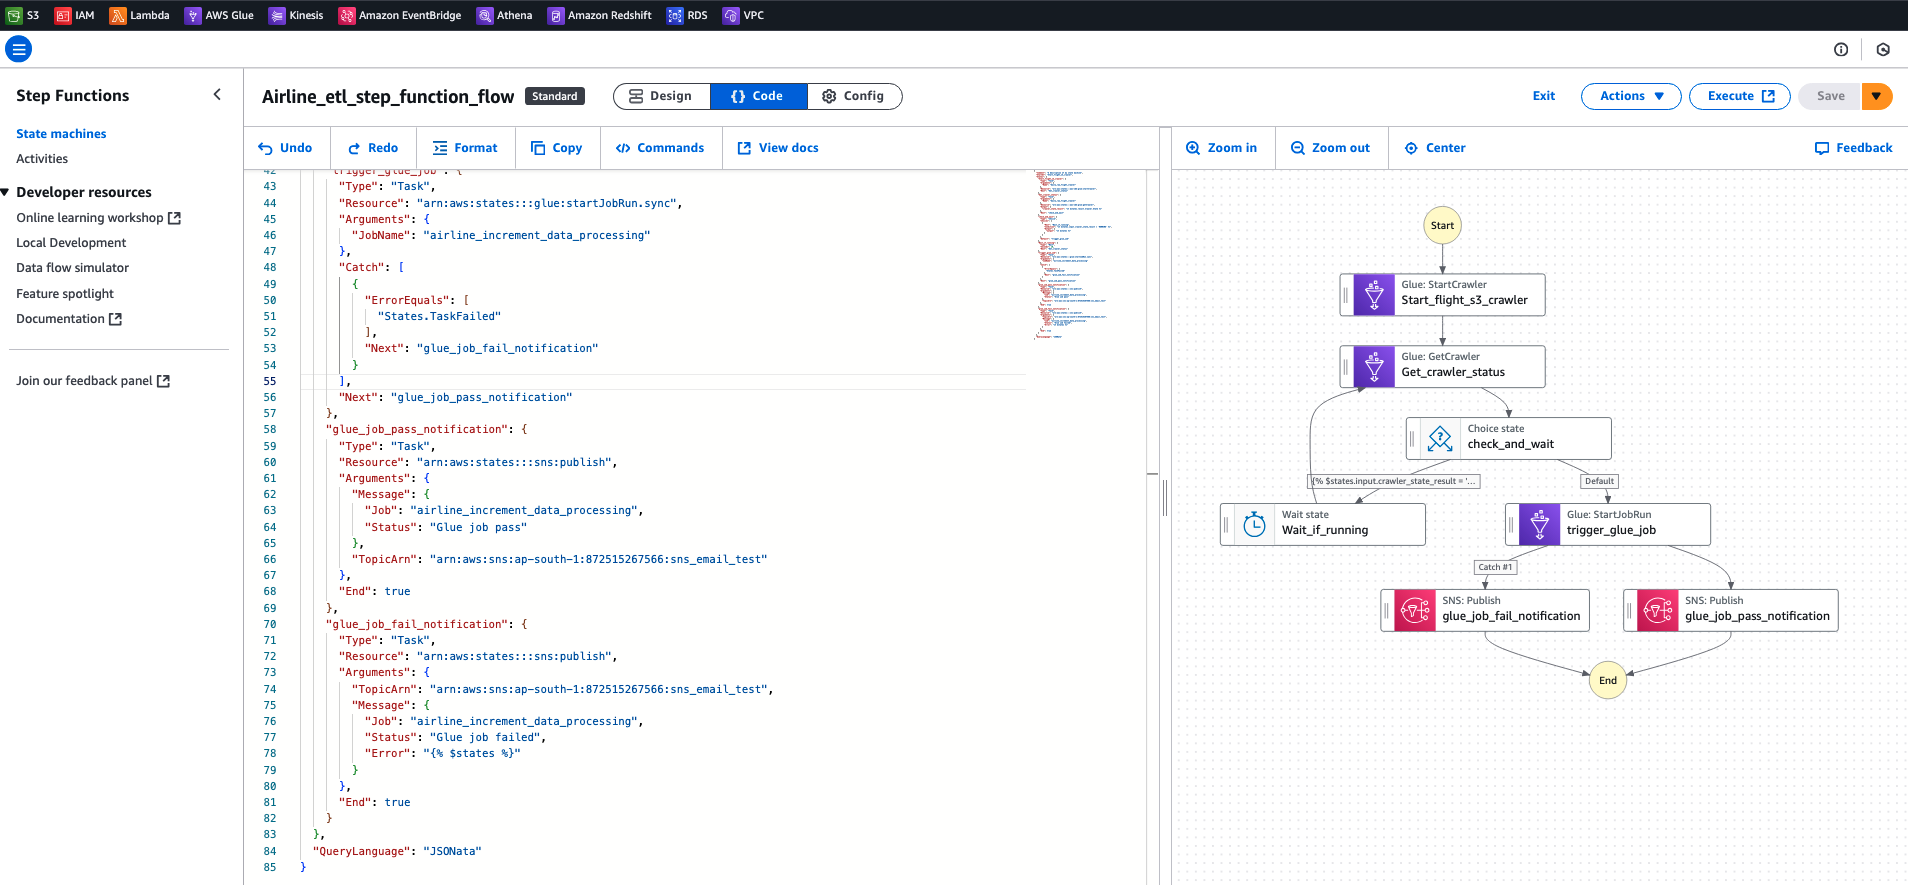 S3 IAM Lambda AWS Glue Kinesis Amazon EventBridge Athena Amazon Redshift RDS VPC
Step Functions
State machines
Activities
Developer resources
Online learning workshop
Local Development
Data flow simulator
Feature spotlight
Documentation
Join our feedback panel
Airline_etl_step_function_flow Standard Design {} Code Config Exit Actions Execute Save
Undo Redo Format Copy </> Commands View docs
42 "trigger_glue_job": {
43 "Type": "Task",
44 "Resource": "arn:aws:states:::glue:startJobRun.sync",
45 "Arguments": {
46 "JobName": "airline_increment_data_processing"
47 },
48 "Catch": [
49 {
50 "ErrorEquals": [
51 "States.TaskFailed"
52 ],
53 "Next": "glue_job_fail_notification"
54 }
55 ],
56 "Next": "glue_job_pass_notification"
57 },
58 "glue_job_pass_notification": {
59 "Type": "Task",
60 "Resource": "arn:aws:states:::sns:publish",
61 "Arguments": {
62 "Message": {
63 "Job": "airline_increment_data_processing",
64 "Status": "Glue job pass"
65 },
66 "TopicArn": "arn:aws:sns:ap-south-1:872515267566:sns_email_test"
67 },
68 "End": true
69 },
70 "glue_job_fail_notification": {
71 "Type": "Task",
72 "Resource": "arn:aws:states:::sns:publish",
73 "Arguments": {
74 "TopicArn": "arn:aws:sns:ap-south-1:872515267566:sns_email_test",
75 "Message": {
76 "Job": "airline_increment_data_processing",
77 "Status": "Glue job failed",
78 "Error": "{% $states %}"
79 }
80 },
81 "End": true
82 }
83 },
84 "QueryLanguage": "JSONata"
85 }
Zoom in Zoom out Center Feedback
Start
Glue: StartCrawler
Start_flight_s3_crawler
Glue: GetCrawler
Get_crawler_status
Choice state
check_and_wait
{% $states.input.crawler_state_result = '...
Default
Wait state
Wait_if_running
Glue: StartJobRun
trigger_glue_job
Catch #1
SNS: Publish
glue_job_fail_notification
SNS: Publish
glue_job_pass_notification
End